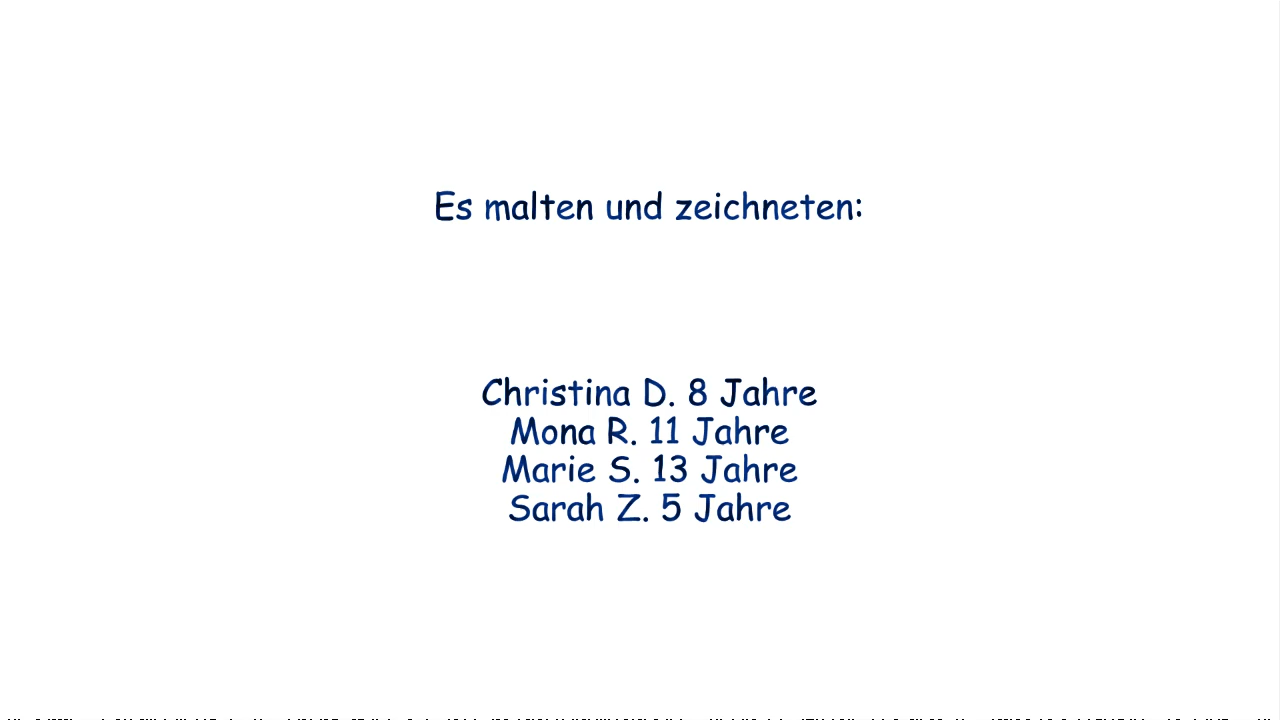 Es malten und zeichneten:
Christina D. 8 Jahre
Mona R. 11 Jahre
Marie S. 13 Jahre
Sarah Z. 5 Jahre